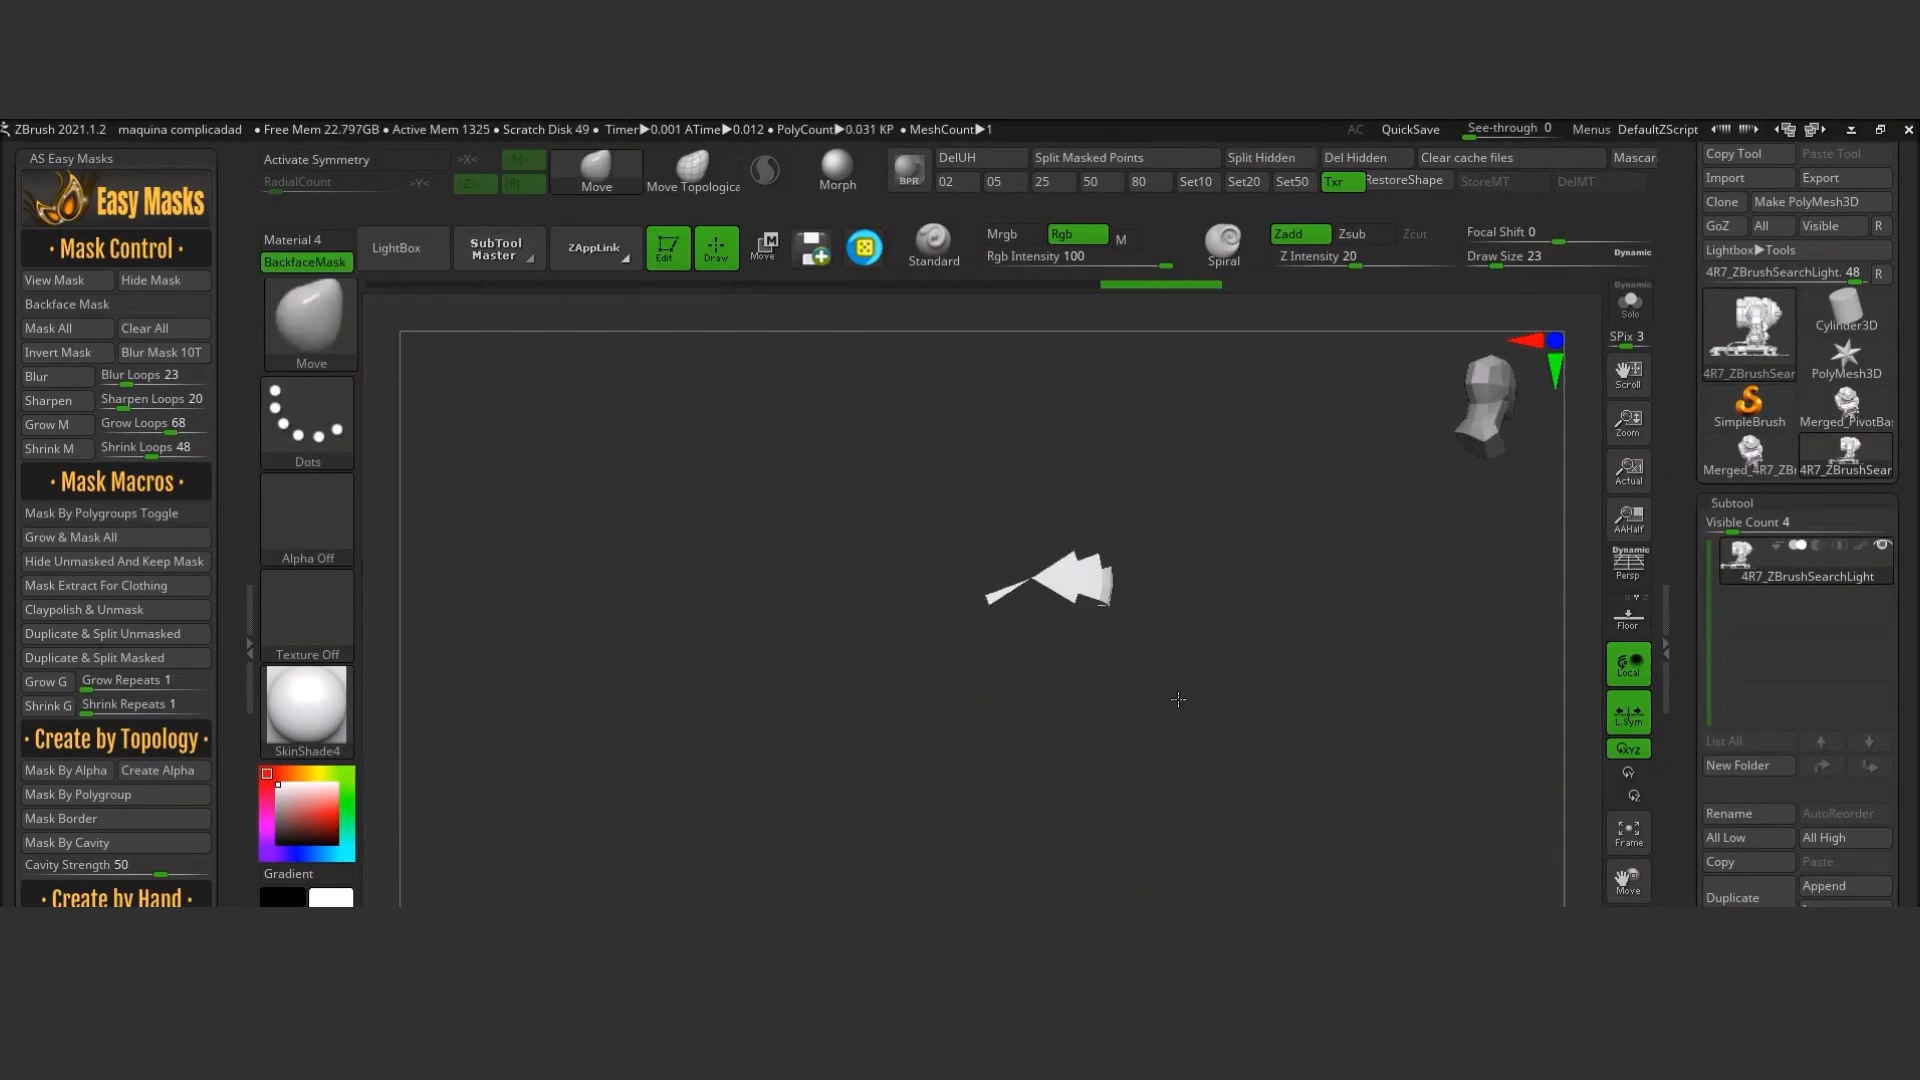 ZBrush 2021.1.2 maquina complicadad • Free Mem 22.797GB • Active Mem 1325 • Scratch Disk 49 • Timer▶0.001 ATime▶0.012 • PolyCount▶0.031 KP • MeshCount▶1 AC QuickSave See-through 0 Menus DefaultZScript
AS Easy Masks
Easy Masks
· Mask Control ·
View Mask Hide Mask
Backface Mask
Mask All Clear All
Invert Mask Blur Mask 10T
Blur Blur Loops 23
Sharpen Sharpen Loops 20
Grow M Grow Loops 68
Shrink M Shrink Loops 48
· Mask Macros ·
Mask By Polygroups Toggle
Grow & Mask All
Hide Unmasked And Keep Mask
Mask Extract For Clothing
Claypolish & Unmask
Duplicate & Split Unmasked
Duplicate & Split Masked
Grow G Grow Repeats 1
Shrink G Shrink Repeats 1
· Create by Topology ·
Mask By Alpha Create Alpha
Mask By Polygroup
Mask Border
Mask By Cavity
Cavity Strength 50
· Create by Hand ·
Activate Symmetry >X< >M<
RadialCount >Y< >Z< (R)
Move Move Topologica Morph BPR
DelUH Split Masked Points Split Hidden Del Hidden Clear cache files Mascar
02 05 25 50 80 Set10 Set20 Set50 Txr RestoreShape StoreMT DelMT
Material 4
BackfaceMask
LightBox
SubTool
Master
ZAppLink
Edit Draw Move
Standard
Mrgb Rgb M
Rgb Intensity 100
Spiral
Zadd Zsub Zcut
Z Intensity 20
Focal Shift 0
Draw Size 23 Dynamic
Move
Dots
Alpha Off
Texture Off
SkinShade4
Gradient
Dynamic
Solo
SPix 3
Scroll
Zoom
Actual
AAHalf
Dynamic
Persp
Floor
Local
L.Sym
XYZ
Y
Z
Frame
Move
Copy Tool Paste Tool
Import Export
Clone Make PolyMesh3D
GoZ All Visible R
Lightbox▶Tools
4R7_ZBrushSearchLight. 48 R
4R7_ZBrushSear Cylinder3D
PolyMesh3D
SimpleBrush Merged_PivotBa
Merged_4R7_ZBr 4R7_ZBrushSear
Subtool
Visible Count 4
4R7_ZBrushSearchLight
List All
New Folder
Rename AutoReorder
All Low All High
Copy Paste
Duplicate Append